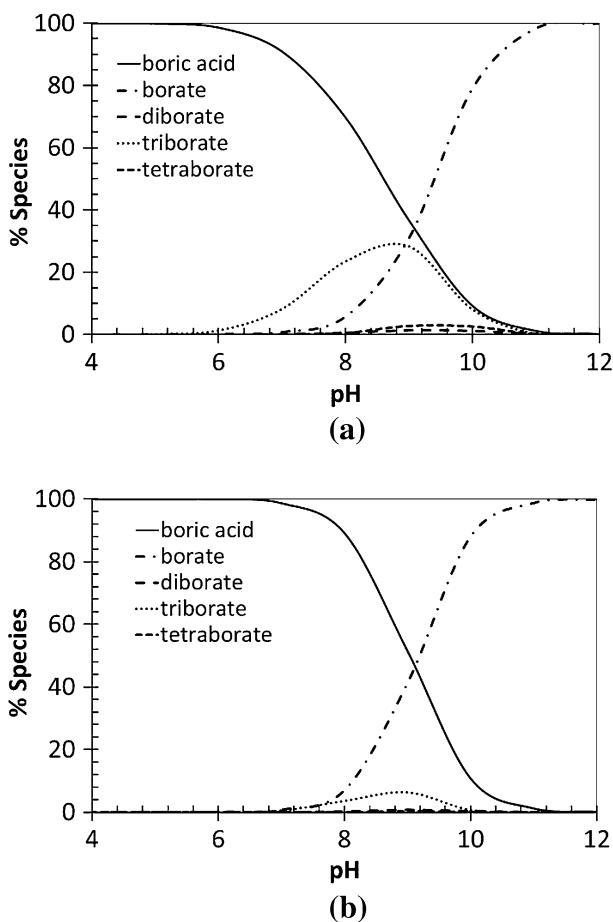 100
80
60
40
20
0
% Species
boric acid
borate
diborate
triborate
tetraborate
4 6 8 10 12
pH
(a)
100
80
60
40
20
0
% Species
boric acid
borate
diborate
triborate
tetraborate
4 6 8 10 12
pH
(b)